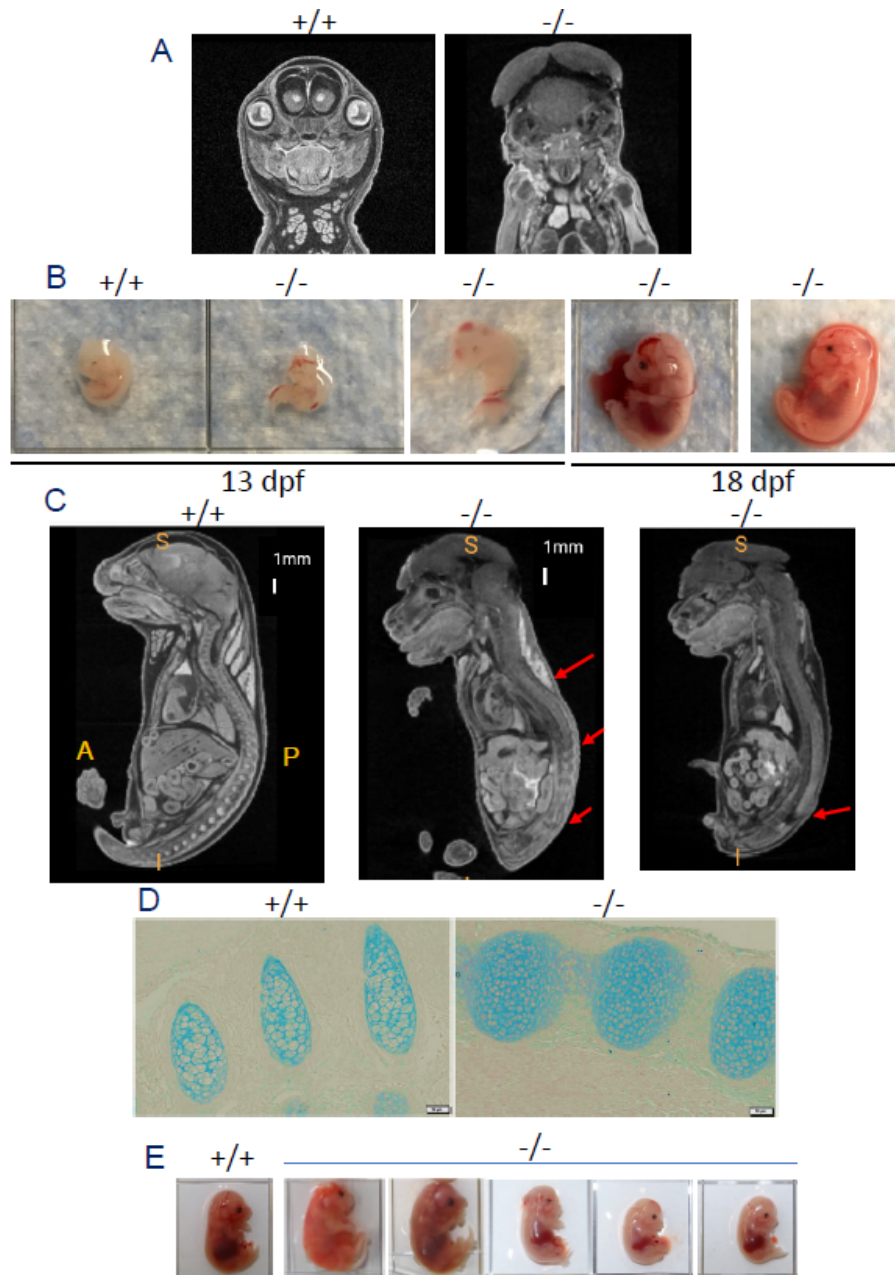 A
+/+
-/-
B
+/+
-/-
-/-
-/-
-/-
13 dpf
18 dpf
C
+/+
-/-
-/-
S
1mm
A
P
I
S
1mm
S
I
D
+/+
-/-
E
+/+
-/-